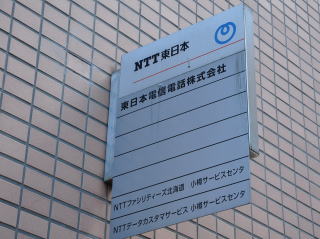 NTT東日本
東日本電信電話株式会社
NTTファシリティーズ北海道 小樽サービスセンタ
NTTデータカスタマサービス 小樽サービスセンタ